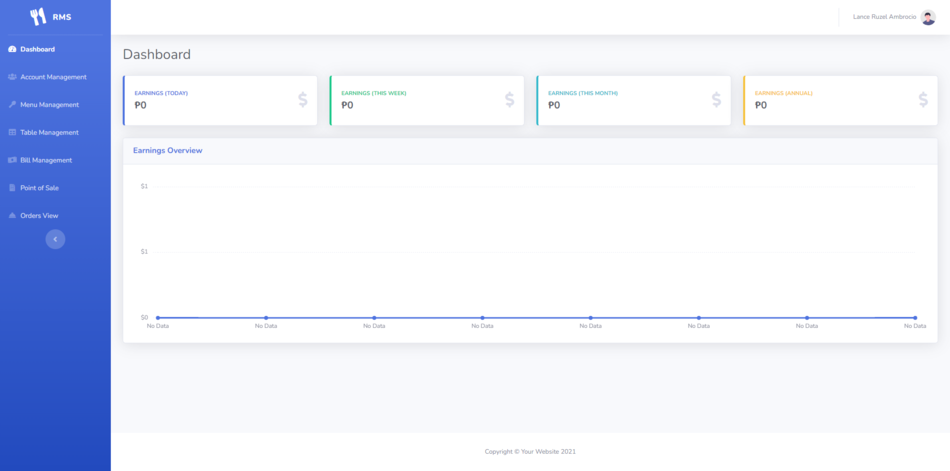 RMS
Lance Ruzel Ambrocio
Dashboard
Account Management
Menu Management
Table Management
Bill Management
Point of Sale
Orders View
Dashboard
EARNINGS (TODAY)
₱0
EARNINGS (THIS WEEK)
₱0
EARNINGS (THIS MONTH)
₱0
EARNINGS (ANNUAL)
₱0
Earnings Overview
$1
$1
$0
No Data No Data No Data No Data No Data No Data No Data No Data
Copyright © Your Website 2021